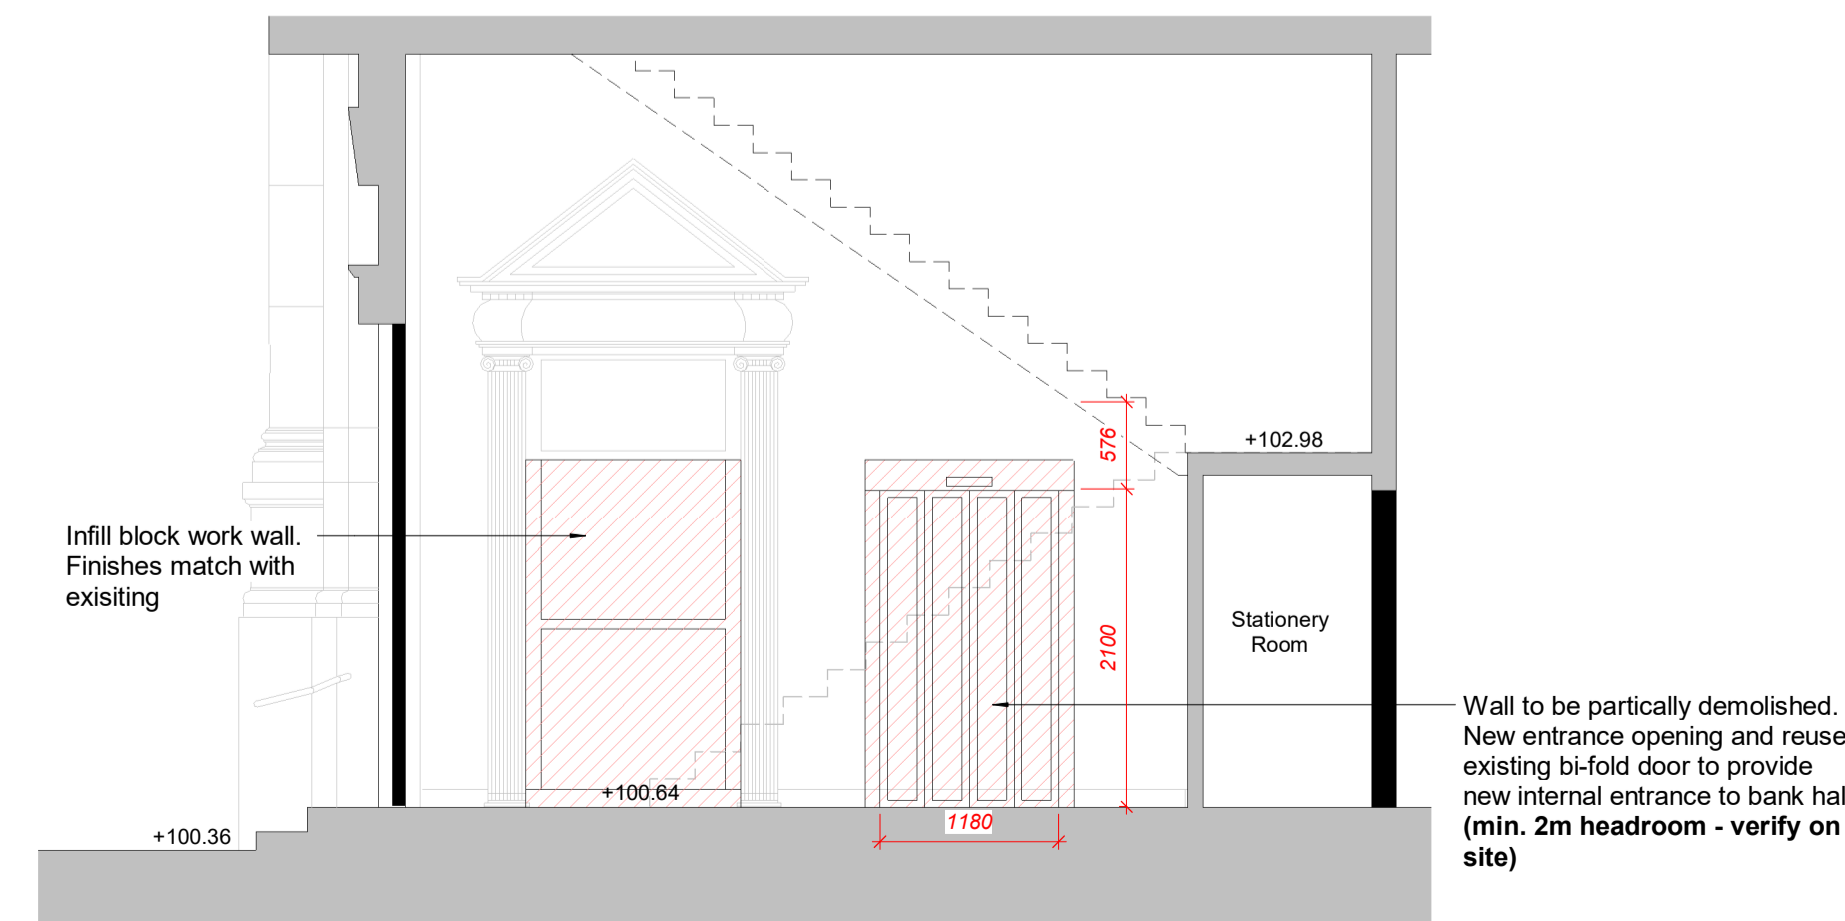 +102.98
576
Infill block work wall.
Finishes match with
exisiting
Stationery
Room
2100
Wall to be partically demolished.
New entrance opening and reuse
existing bi-fold door to provide
new internal entrance to bank hal
(min. 2m headroom - verify on
site)
+100.64
1180
+100.36